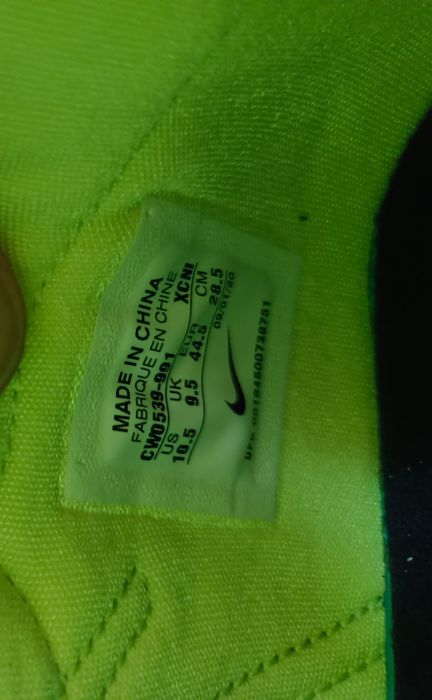 MADE IN CHINA
FABRIQUE EN CHINE
CW0539-991 XCNI
US UK EUR CM
10.5 9.5 44.5 28.5
09/01/20